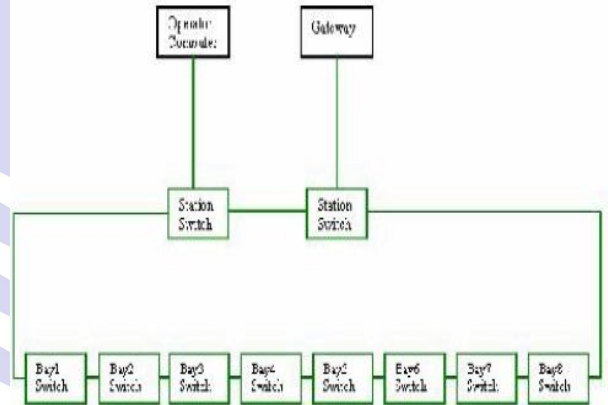 Operator
Computer
Gateway
Station
Switch
Station
Switch
Bay1
Switch
Bay2
Switch
Bay3
Switch
Bay4
Switch
Switch
Bay6
Switch
Bay7
Switch
Bay8
Switch